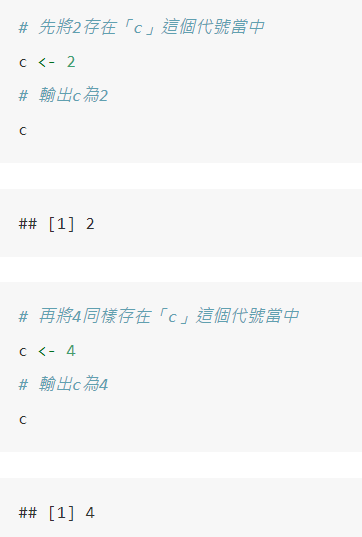 # 先將2存在「c」這個代號當中
c <- 2
# 輸出c為2
c
## [1] 2
# 再將4同樣存在「c」這個代號當中
c <- 4
# 輸出c為4
c
## [1] 4